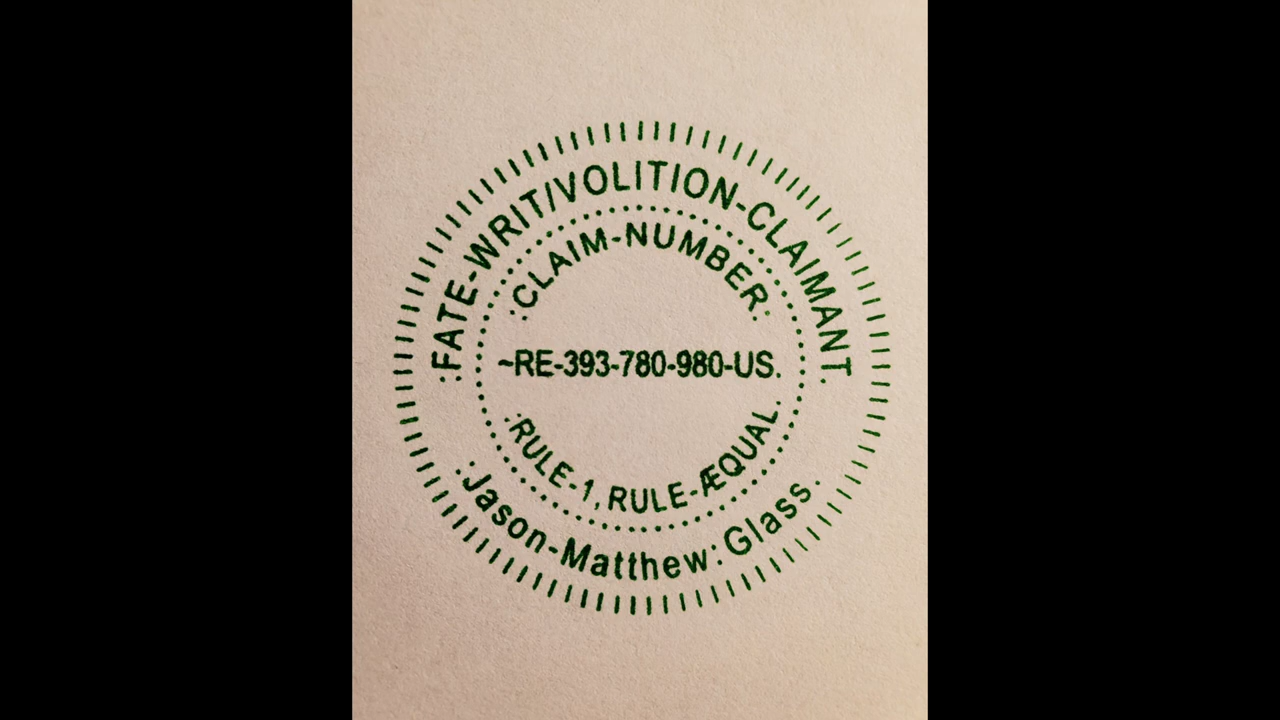 :FATE-WRIT/VOLITION-CLAIMANT.
:CLAIM-NUMBER:
~RE-393-780-980-US.
:RULE-1, RULE-ÆQUAL.
:Jason-Matthew: Glass.